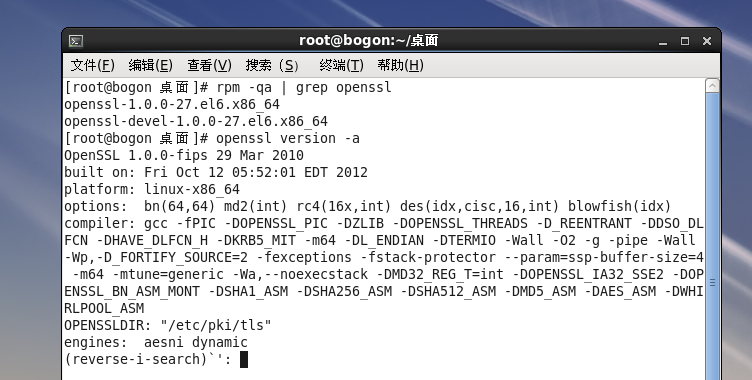 root@bogon:~/桌面
文件(F) 编辑(E) 查看(V) 搜索 (S) 终端(T) 帮助(H)
[root@bogon 桌面]# rpm -qa | grep openssl
openssl-1.0.0-27.el6.x86_64
openssl-devel-1.0.0-27.el6.x86_64
[root@bogon 桌面]# openssl version -a
OpenSSL 1.0.0-fips 29 Mar 2010
built on: Fri Oct 12 05:52:01 EDT 2012
platform: linux-x86_64
options:  bn(64,64) md2(int) rc4(16x,int) des(idx,cisc,16,int) blowfish(idx)
compiler: gcc -fPIC -DOPENSSL_PIC -DZLIB -DOPENSSL_THREADS -D_REENTRANT -DDSO_DL
FCN -DHAVE_DLFCN_H -DKRB5_MIT -m64 -DL_ENDIAN -DTERMIO -Wall -O2 -g -pipe -Wall
-Wp,-D_FORTIFY_SOURCE=2 -fexceptions -fstack-protector --param=ssp-buffer-size=4
 -m64 -mtune=generic -Wa,--noexecstack -DMD32_REG_T=int -DOPENSSL_IA32_SSE2 -DOP
ENSSL_BN_ASM_MONT -DSHA1_ASM -DSHA256_ASM -DSHA512_ASM -DMD5_ASM -DAES_ASM -DWHI
RLPOOL_ASM
OPENSSLDIR: "/etc/pki/tls"
engines:  aesni dynamic
(reverse-i-search)`':